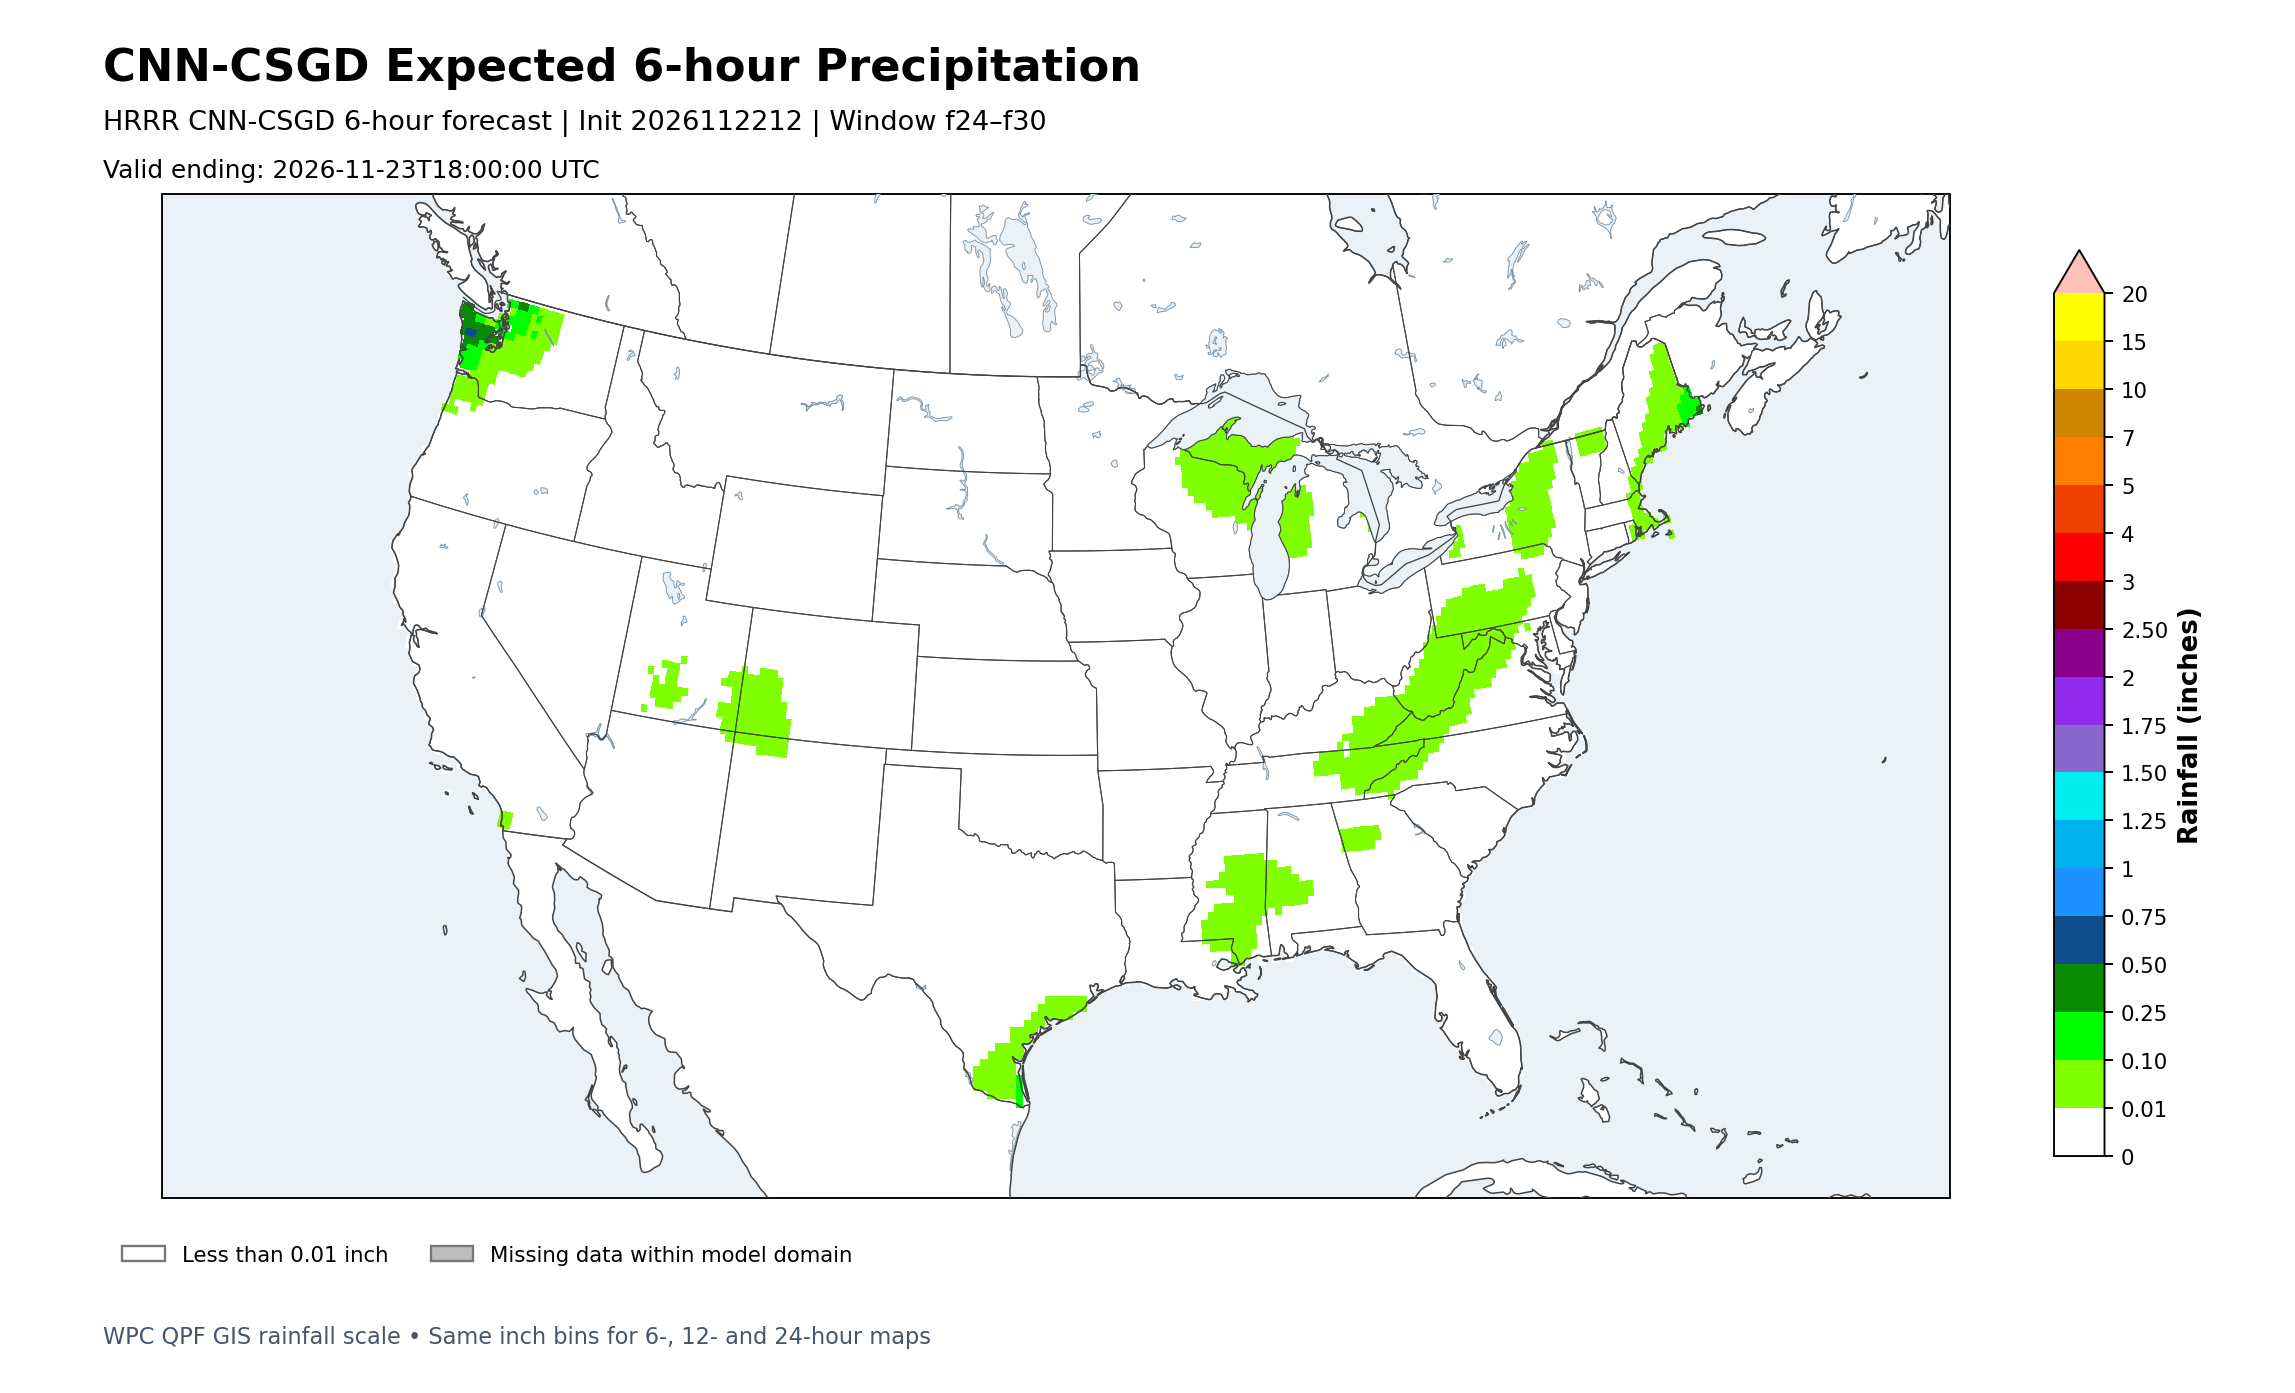 CNN-CSGD Expected 6-hour Precipitation
HRRR CNN-CSGD 6-hour forecast | Init 2026112212 | Window f24–f30
Valid ending: 2026-11-23T18:00:00 UTC
20
15
10
7
5
4
3
2.50
2
1.75
1.50
1.25
1
0.75
0.50
0.25
0.10
0.01
0
Rainfall (inches)
Less than 0.01 inch
Missing data within model domain
WPC QPF GIS rainfall scale • Same inch bins for 6-, 12- and 24-hour maps